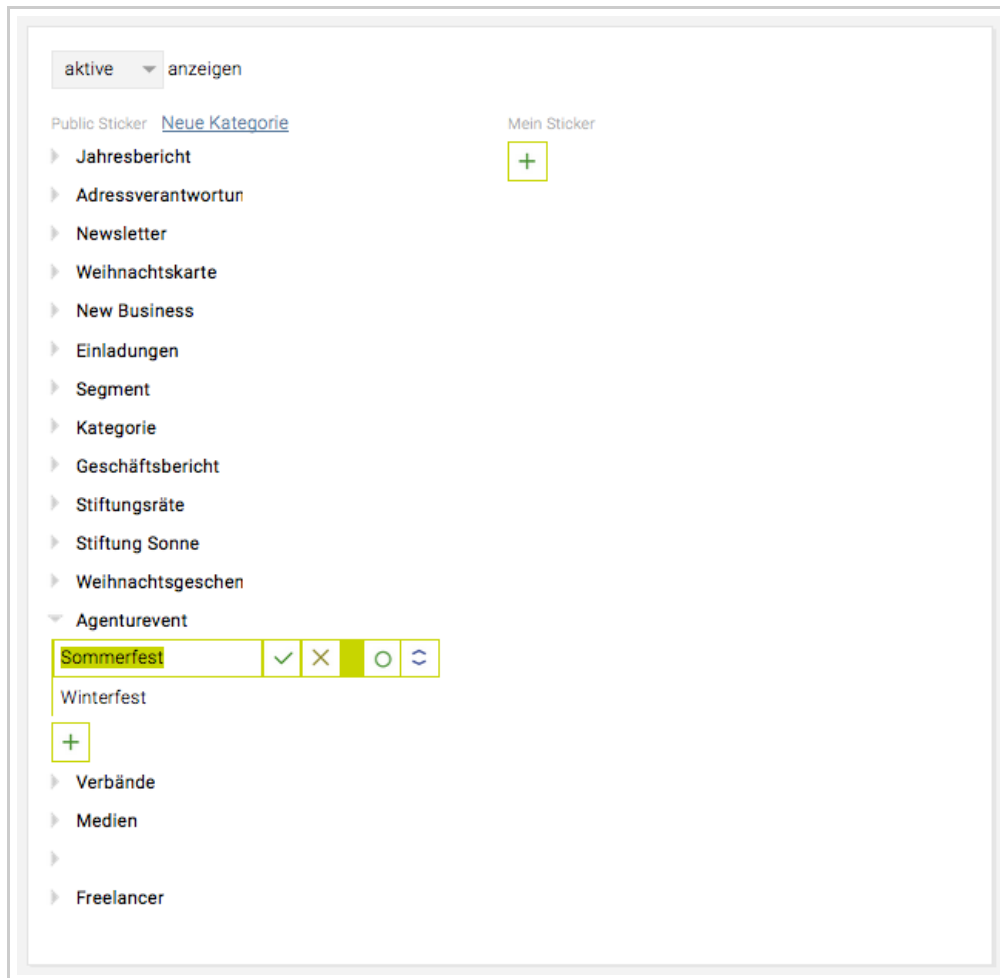 aktive anzeigen
Public Sticker Neue Kategorie
Mein Sticker
Jahresbericht
Adressverantwortun
Newsletter
Weihnachtskarte
New Business
Einladungen
Segment
Kategorie
Geschäftsbericht
Stiftungsräte
Stiftung Sonne
Weihnachtsgeschen
Agenturevent
Sommerfest
Winterfest
Verbände
Medien
Freelancer